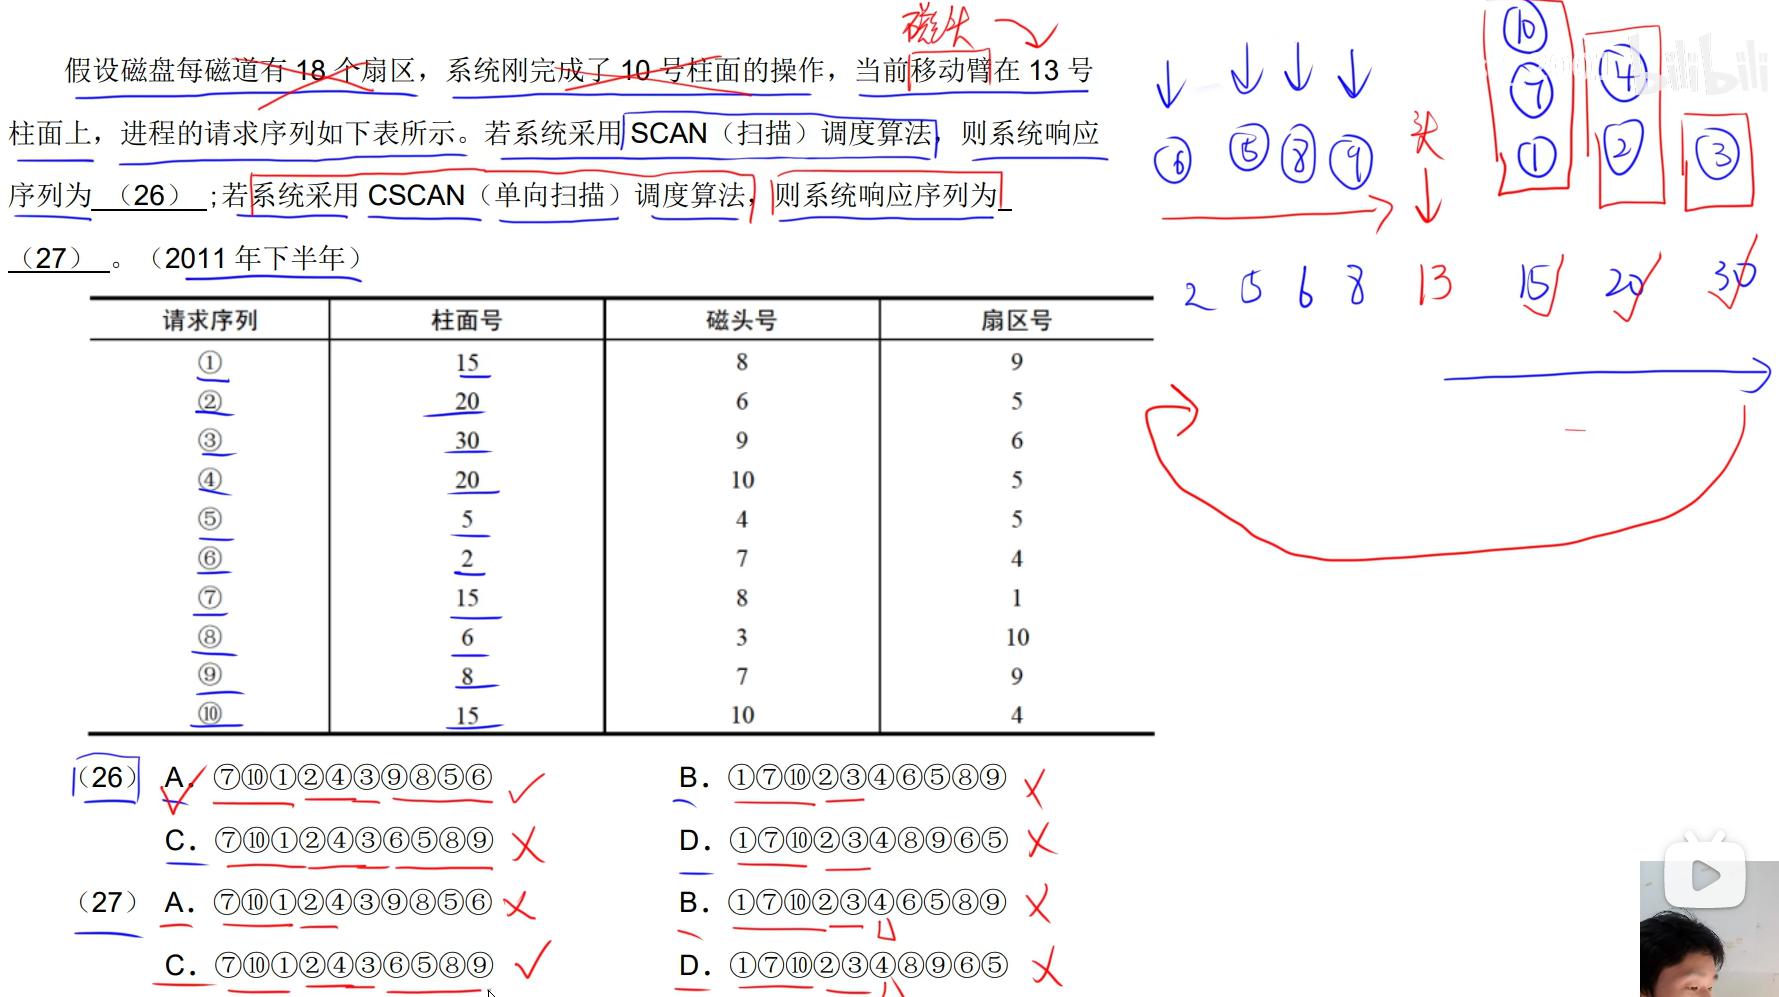 磁头
假设磁盘每磁道有 18 个扇区，系统刚完成了 10 号柱面的操作，当前移动臂在 13 号
柱面上，进程的请求序列如下表所示。若系统采用 SCAN（扫描）调度算法，则系统响应
序列为（26）;若系统采用 CSCAN（单向扫描）调度算法，则系统响应序列为
（27）。（2011 年下半年）
请求序列 柱面号 磁头号 扇区号
① 15 8 9
② 20 6 5
③ 30 9 6
④ 20 10 5
⑤ 5 4 5
⑥ 2 7 4
⑦ 15 8 1
⑧ 6 3 10
⑨ 8 7 9
⑩ 15 10 4
（26） A. ⑦⑩①②④③⑨⑧⑤⑥ B. ①⑦⑩②③④⑥⑤⑧⑨
C. ⑦⑩①②④③⑥⑤⑧⑨ D. ①⑦⑩②③④⑧⑨⑥⑤
（27） A. ⑦⑩①②④③⑨⑧⑤⑥ B. ①⑦⑩②③④⑥⑤⑧⑨
C. ⑦⑩①②④③⑥⑤⑧⑨ D. ①⑦⑩②③④⑧⑨⑥⑤
⑩
⑦ ④
⑥ ⑤ ⑧ ⑨ 头 ① ② ③
2 5 6 8 13 15 20 30
bilibili